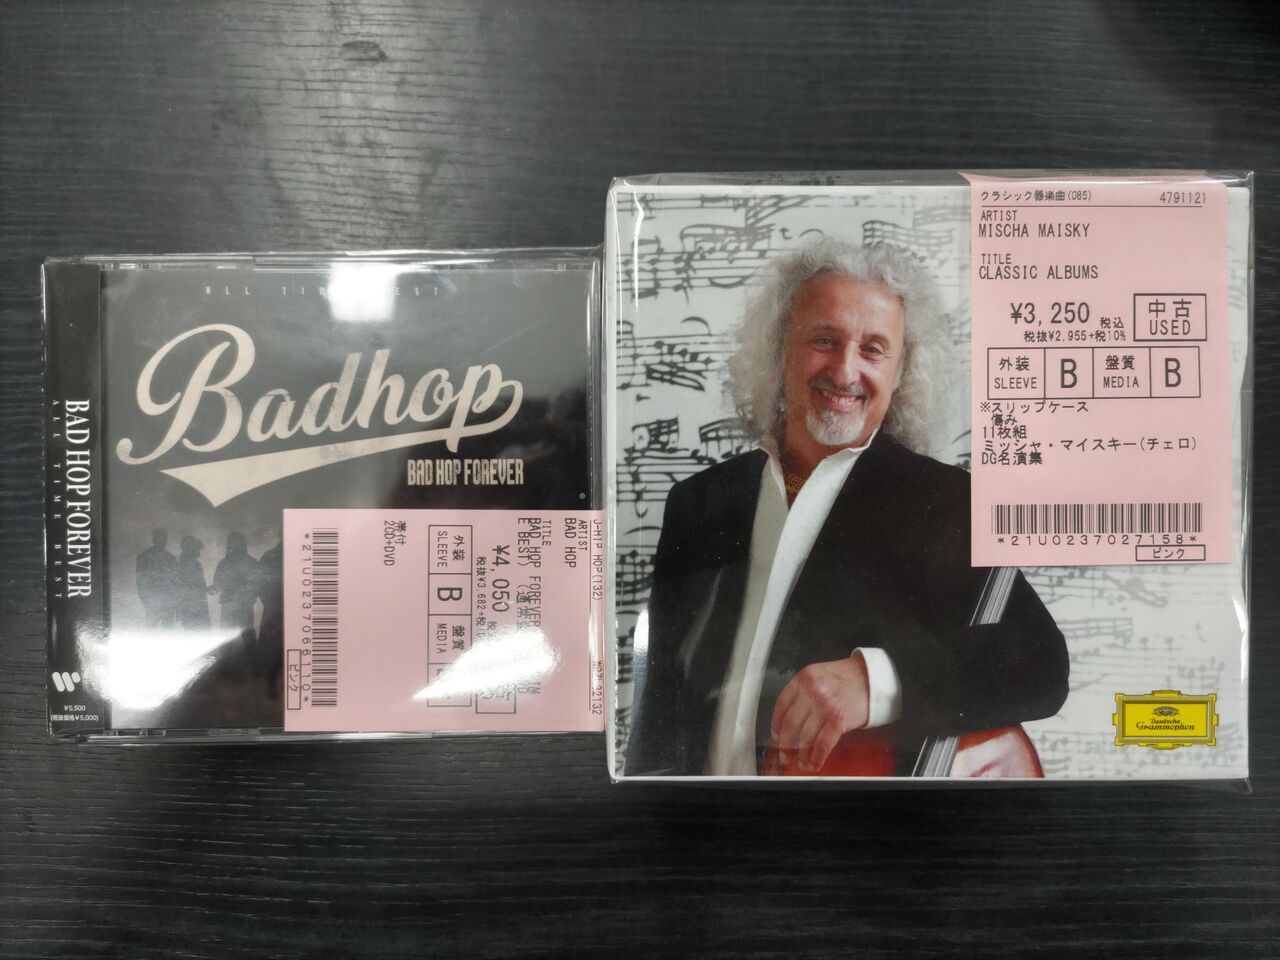 ALL TIME BEST
Badhop
BAD HOP FOREVER
BAD HOP FOREVER
ALL TIME BEST
¥5,500
(税抜価格¥5,000)
J-HIP HOP(132)
ARTIST
BAD HOP
TITLE
BAD HOP FOREVER
E BEST) (通常
¥4,050
税抜¥3,682+税
外装
SLEEVE
B
盤質
MEDIA
帯付
2CD+DVD
*21U0237066110*
ピンク
クラシック器楽曲(085)
4791121
ARTIST
MISCHA MAISKY
TITLE
CLASSIC ALBUMS
¥3,250 税込
税抜¥2,955+税10%
中古
USED
外装
SLEEVE
B
盤質
MEDIA
B
※スリップケース
傷み
11枚組
ミッシャ・マイスキー(チェロ)
DG名演集
*21U0237027158*
ピンク
Deutsche
Grammophon